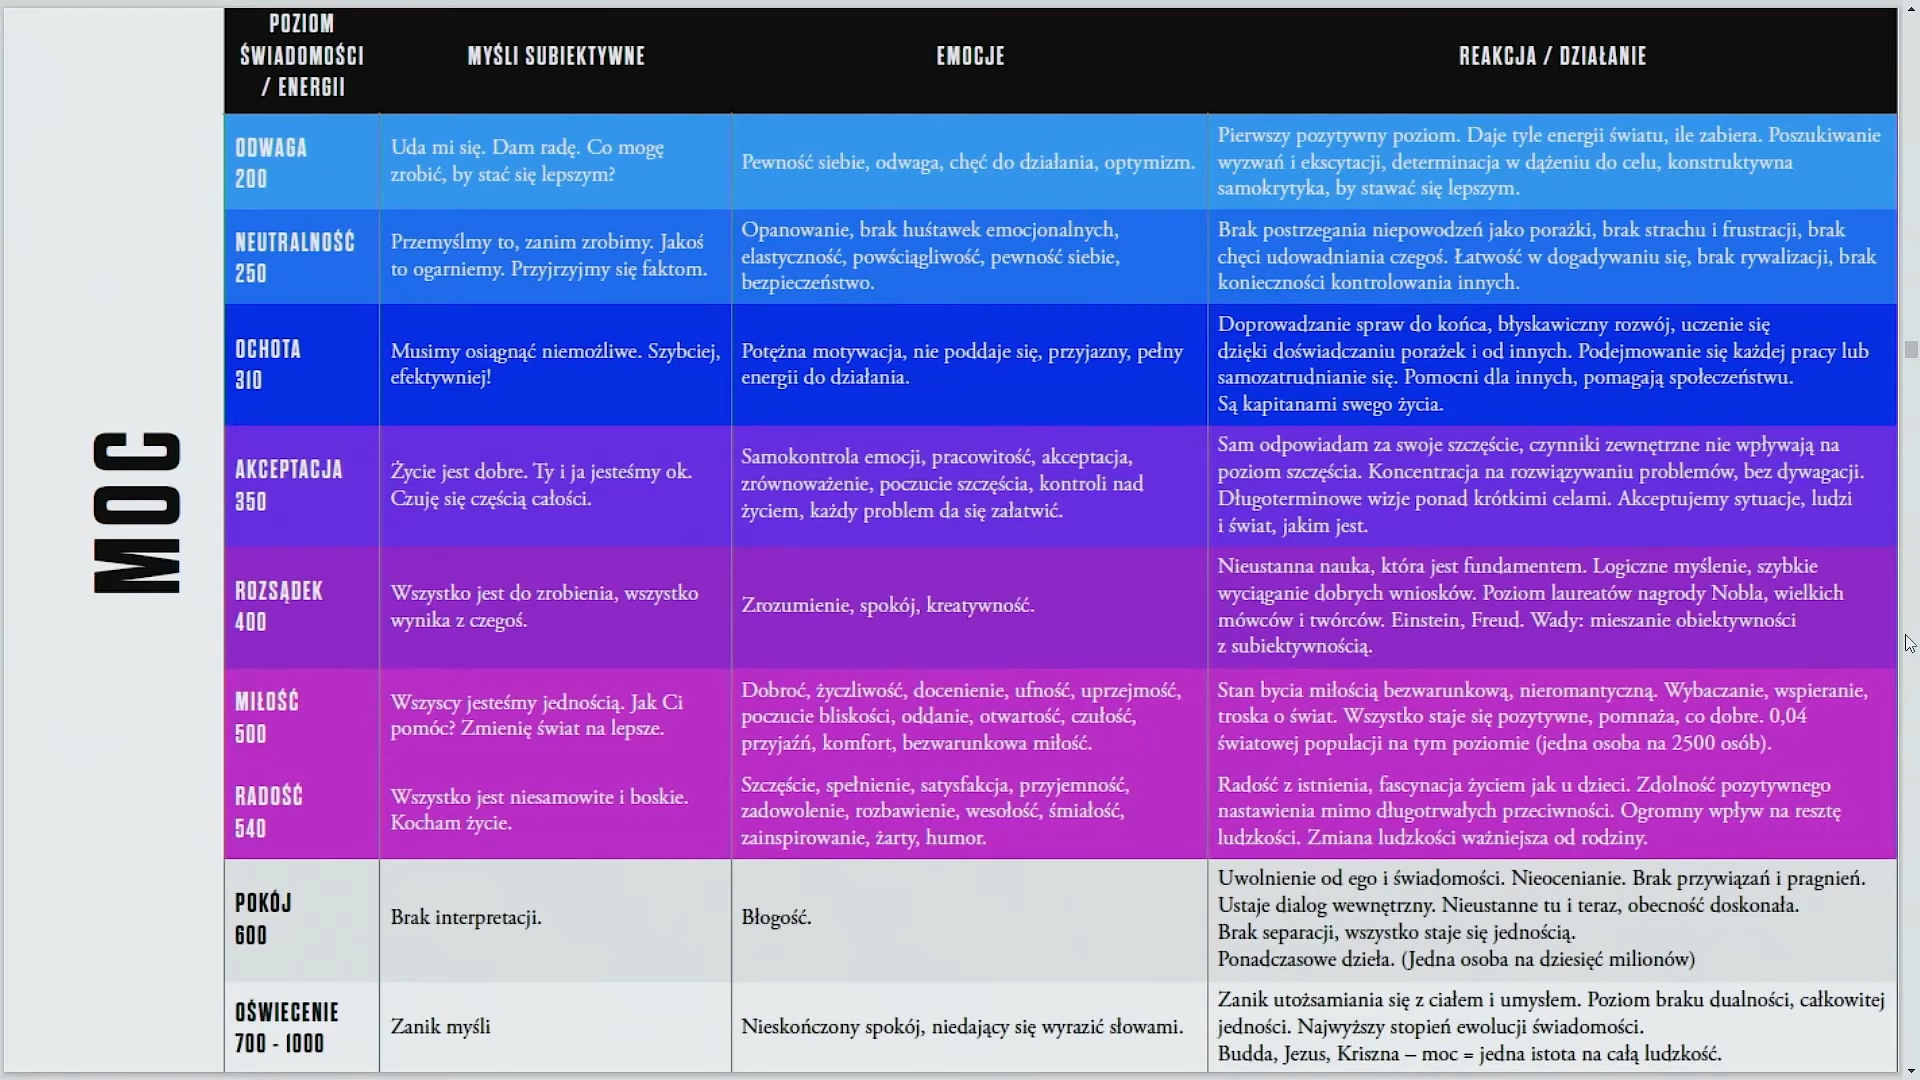 POZIOM
ŚWIADOMOŚCI
/ ENERGII
MYŚLI SUBIEKTYWNE
EMOCJE
REAKCJA / DZIAŁANIE
MOC
ODWAGA
200
Uda mi się. Dam radę. Co mogę
zrobić, by stać się lepszym?
Pewność siebie, odwaga, chęć do działania, optymizm.
Pierwszy pozytywny poziom. Daje tyle energii światu, ile zabiera. Poszukiwanie
wyzwań i ekscytacji, determinacja w dążeniu do celu, konstruktywna
samokrytyka, by stawać się lepszym.
NEUTRALNOŚĆ
250
Przemyślmy to, zanim zrobimy. Jakoś
to ogarniemy. Przyjrzyjmy się faktom.
Opanowanie, brak huśtawek emocjonalnych,
elastyczność, powściągliwość, pewność siebie,
bezpieczeństwo.
Brak postrzegania niepowodzeń jako porażki, brak strachu i frustracji, brak
chęci udowadniania czegoś. Łatwość w dogadywaniu się, brak rywalizacji, brak
konieczności kontrolowania innych.
OCHOTA
310
Musimy osiągnąć niemożliwe. Szybciej,
efektywniej!
Potężna motywacja, nie poddaje się, przyjazny, pełny
energii do działania.
Doprowadzanie spraw do końca, błyskawiczny rozwój, uczenie się
dzięki doświadczaniu porażek i od innych. Podejmowanie się każdej pracy lub
samozatrudnianie się. Pomocni dla innych, pomagają społeczeństwu.
Są kapitanami swego życia.
AKCEPTACJA
350
Życie jest dobre. Ty i ja jesteśmy ok.
Czuję się częścią całości.
Samokontrola emocji, pracowitość, akceptacja,
zrównoważenie, poczucie szczęścia, kontroli nad
życiem, każdy problem da się załatwić.
Sam odpowiadam za swoje szczęście, czynniki zewnętrzne nie wpływają na
poziom szczęścia. Koncentracja na rozwiązywaniu problemów, bez dywagacji.
Długoterminowe wizje ponad krótkimi celami. Akceptujemy sytuacje, ludzi
i świat, jakim jest.
ROZSĄDEK
400
Wszystko jest do zrobienia, wszystko
wynika z czegoś.
Zrozumienie, spokój, kreatywność.
Nieustanna nauka, która jest fundamentem. Logiczne myślenie, szybkie
wyciąganie dobrych wniosków. Poziom laureatów nagrody Nobla, wielkich
mówców i twórców. Einstein, Freud. Wady: mieszanie obiektywności
z subiektywnością.
MIŁOŚĆ
500
Wszyscy jesteśmy jednością. Jak Ci
pomóc? Zmienię świat na lepsze.
Dobroć, życzliwość, docenienie, ufność, uprzejmość,
poczucie bliskości, oddanie, otwartość, czułość,
przyjaźń, komfort, bezwarunkowa miłość.
Stan bycia miłością bezwarunkową, nieromantyczną. Wybaczanie, wspieranie,
troska o świat. Wszystko staje się pozytywne, pomnaża, co dobre. 0,04
światowej populacji na tym poziomie (jedna osoba na 2500 osób).
RADOŚĆ
540
Wszystko jest niesamowite i boskie.
Kocham życie.
Szczęście, spełnienie, satysfakcja, przyjemność,
zadowolenie, rozbawienie, wesołość, śmiałość,
zainspirowanie, żarty, humor.
Radość z istnienia, fascynacja życiem jak u dzieci. Zdolność pozytywnego
nastawienia mimo długotrwałych przeciwności. Ogromny wpływ na resztę
ludzkości. Zmiana ludzkości ważniejsza od rodziny.
POKÓJ
600
Brak interpretacji.
Błogość.
Uwolnienie od ego i świadomości. Nieocenianie. Brak przywiązań i pragnień.
Ustaje dialog wewnętrzny. Nieustanne tu i teraz, obecność doskonała.
Brak separacji, wszystko staje się jednością.
Ponadczasowe dzieła. (Jedna osoba na dziesięć milionów)
OŚWIECENIE
700 - 1000
Zanik myśli
Nieskończony spokój, niedający się wyrazić słowami.
Zanik utożsamiania się z ciałem i umysłem. Poziom braku dualności, całkowitej
jedności. Najwyższy stopień ewolucji świadomości.
Budda, Jezus, Kriszna – moc = jedna istota na całą ludzkość.